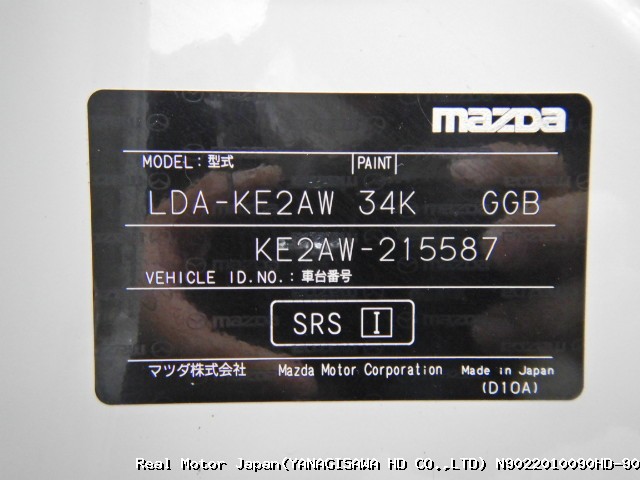 mazda
MODEL: 型式 PAINT
LDA-KE2AW 34K GGB
KE2AW-215587
VEHICLE ID.NO.: 車台番号
SRS I
マツダ株式会社 Mazda Motor Corporation Made in Japan
(D10A)
Real Motor Japan(YANAGISAWA HD CO.,LTD) N9022010090HD-90